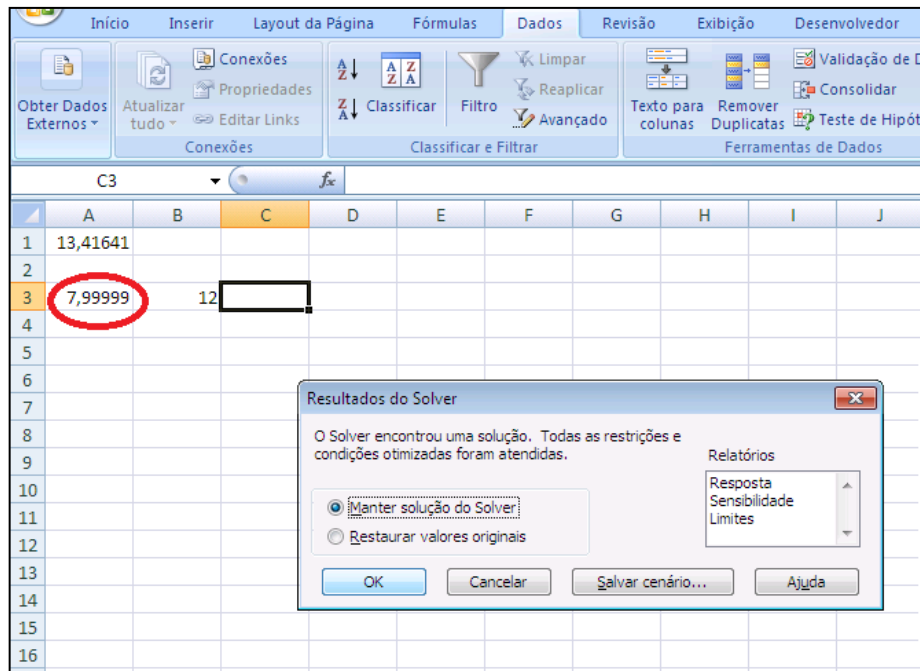 Início Inserir Layout da Página Fórmulas Dados Revisão Exibição Desenvolvedor
Obter Dados Externos
Atualizar tudo
Conexões
Propriedades
Editar Links
Conexões
Classificar
Filtro
Limpar
Reaplicar
Avançado
Classificar e Filtrar
Texto para colunas
Remover Duplicatas
Validação de D
Consolidar
Teste de Hipót
Ferramentas de Dados
C3 fx
A B C D E F G H I J
1 13,41641
2
3 7,99999 12
4
5
6
7
8
9
10
11
12
13
14
15
16
Resultados do Solver
O Solver encontrou uma solução. Todas as restrições e
condições otimizadas foram atendidas.
Relatórios
Resposta
Sensibilidade
Limites
Manter solução do Solver
Restaurar valores originais
OK Cancelar Salvar cenário... Ajuda